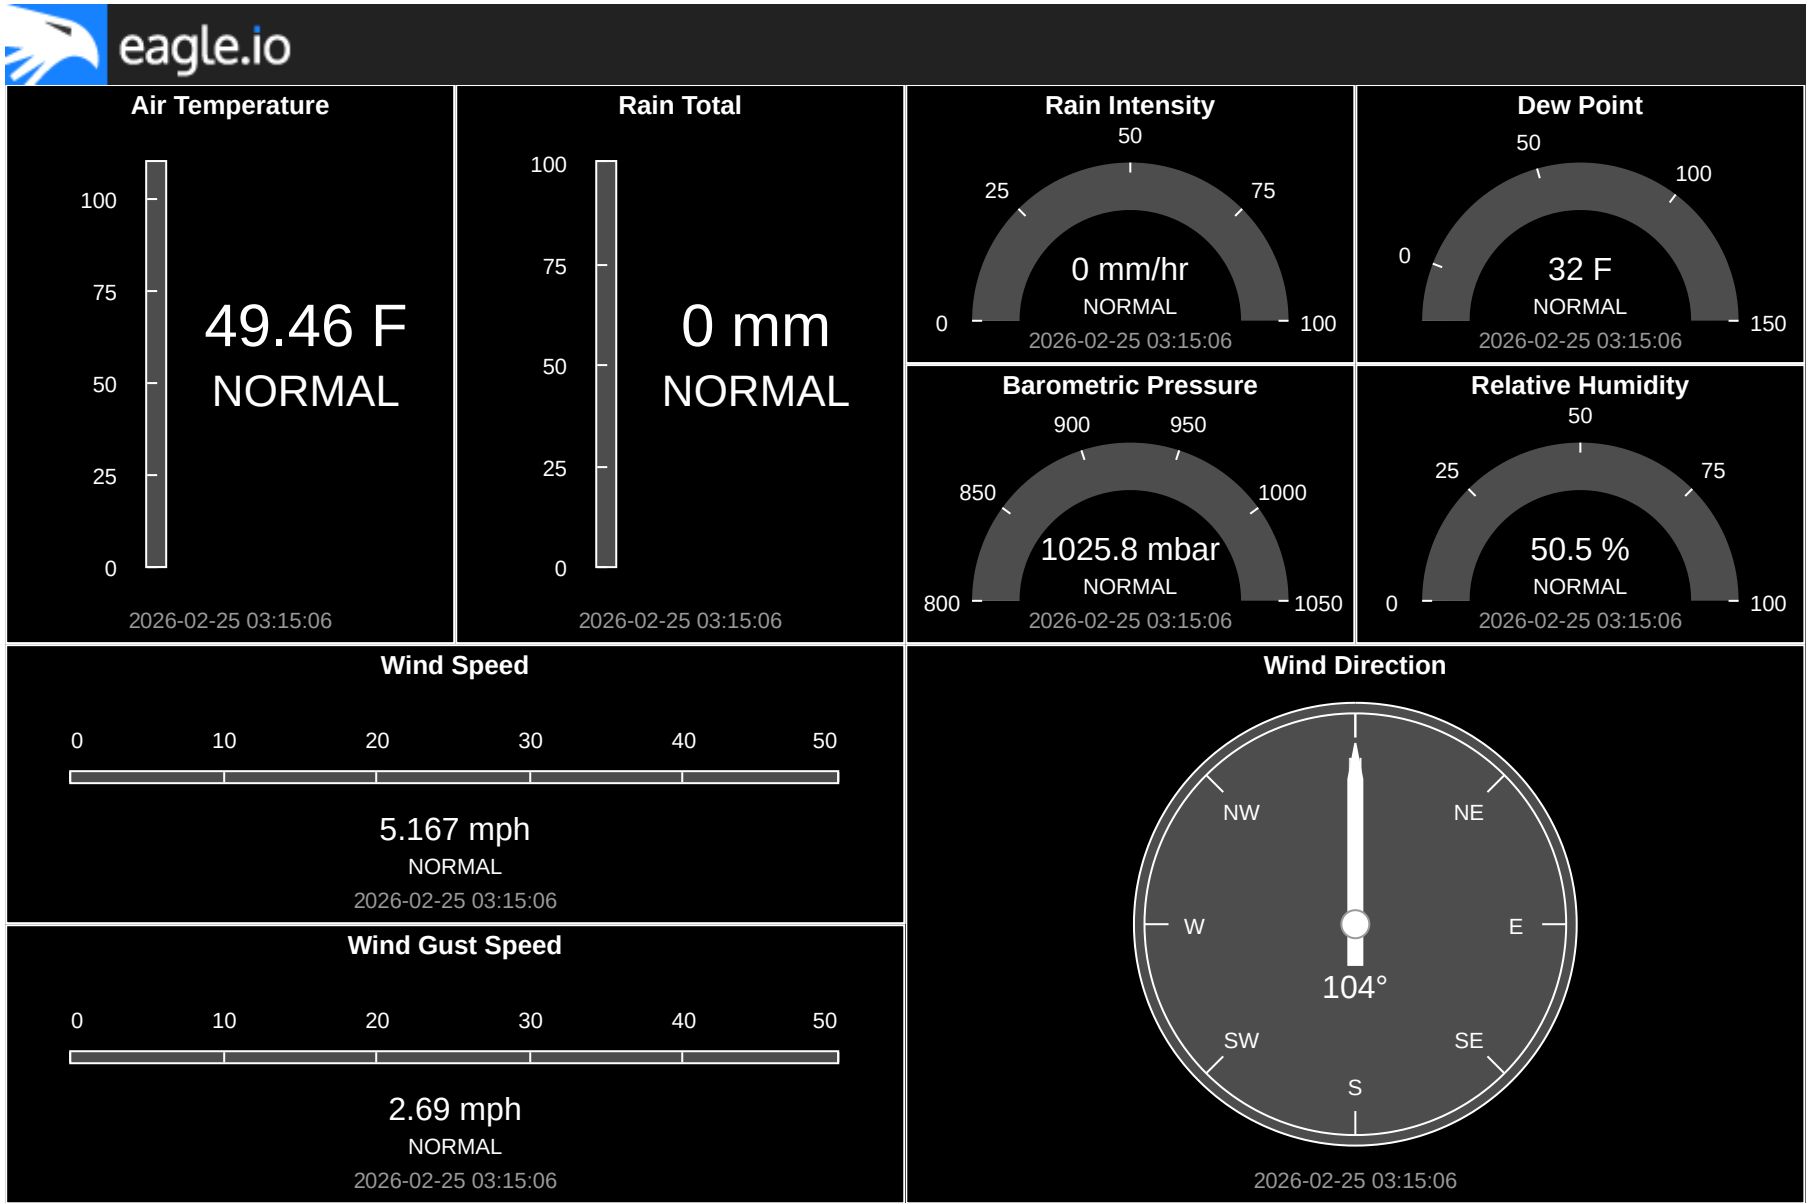 eagle.io
Air Temperature
100
75
50
25
0
49.46 F
NORMAL
2026-02-25 03:15:06
Rain Total
100
75
50
25
0
0 mm
NORMAL
2026-02-25 03:15:06
Rain Intensity
0
25
50
75
100
0 mm/hr
NORMAL
2026-02-25 03:15:06
Dew Point
0
50
100
150
32 F
NORMAL
2026-02-25 03:15:06
Barometric Pressure
800
850
900
950
1000
1050
1025.8 mbar
NORMAL
2026-02-25 03:15:06
Relative Humidity
0
25
50
75
100
50.5 %
NORMAL
2026-02-25 03:15:06
Wind Speed
0 10 20 30 40 50
5.167 mph
NORMAL
2026-02-25 03:15:06
Wind Gust Speed
0 10 20 30 40 50
2.69 mph
NORMAL
2026-02-25 03:15:06
Wind Direction
NW NE
W E
104°
SW SE
S
2026-02-25 03:15:06